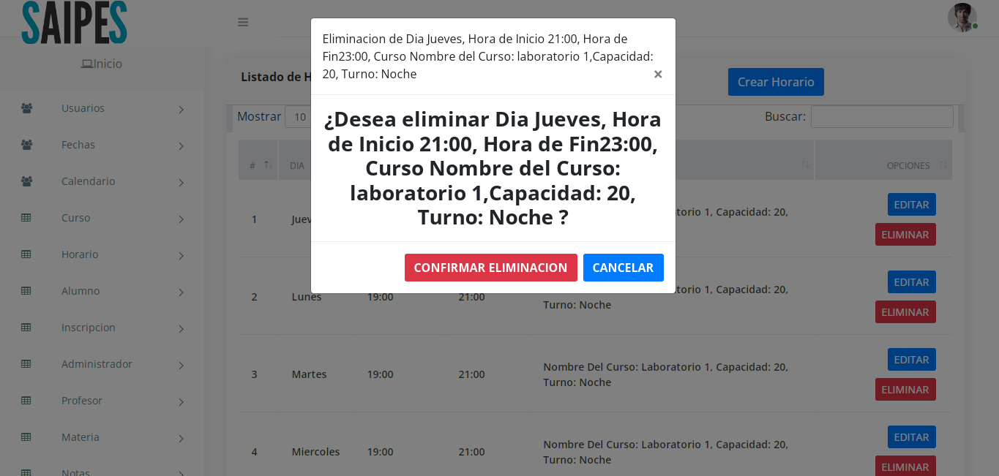 SAIPES
Inicio
Usuarios
Fechas
Calendario
Curso
Horario
Alumno
Inscripcion
Administrador
Profesor
Materia
Notas
Eliminacion de Dia Jueves, Hora de Inicio 21:00, Hora de
Fin23:00, Curso Nombre del Curso: laboratorio 1,Capacidad:
20, Turno: Noche ×
¿Desea eliminar Dia Jueves, Hora
de Inicio 21:00, Hora de Fin23:00,
Curso Nombre del Curso:
laboratorio 1,Capacidad: 20,
Turno: Noche ?
CONFIRMAR ELIMINACION CANCELAR
Listado de H
Crear Horario
Mostrar 10
Buscar:
# DIA OPCIONES
1 Juev torio 1, Capacidad: 20,
EDITAR
ELIMINAR
2 Lunes 19:00 21:00 torio 1, Capacidad: 20,
Turno: Noche
EDITAR
ELIMINAR
3 Martes 19:00 21:00 Nombre Del Curso: Laboratorio 1, Capacidad: 20,
Turno: Noche
EDITAR
ELIMINAR
4 Miercoles 19:00 21:00 Nombre Del Curso: Laboratorio 1, Capacidad: 20,
Turno: Noche
EDITAR
ELIMINAR